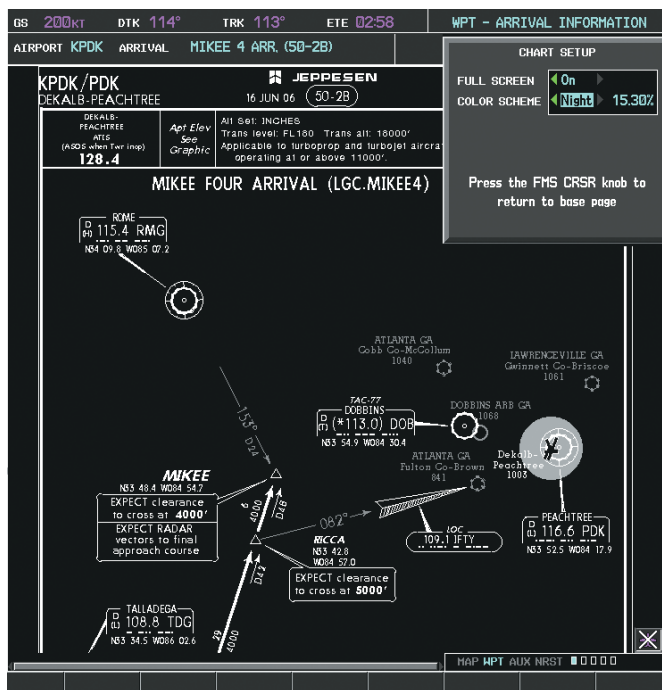 GS 200KT DTK 114° TRK 113° ETE 02:58
WPT – ARRIVAL INFORMATION
AIRPORT KPDK ARRIVAL MIKEE 4 ARR. (50-2B)
CHART SETUP
FULL SCREEN On
COLOR SCHEME Night 15.30%
Press the FMS CRSR knob to
return to base page
KPDK/PDK
DEKALB-PEACHTREE
JEPPESEN
16 JUN 06 50-2B
DEKALB-
PEACHTREE
ATIS
(ASOS when Twr inop)
128.4
Apt Elev
See
Graphic
Alt Set: INCHES
Trans level: FL180 Trans alt: 18000'
Applicable to turboprop and turbojet aircra
operating at or above 11000'.
MIKEE FOUR ARRIVAL (LGC.MIKEE4)
ROME
D
(H) 115.4 RMG
N34 09.8 W085 07.2
ATLANTA GA
Cobb Co-McCollum
1040
LAWRENCEVILLE GA
Gwinnett Co-Briscoe
1061
TAC-77
DOBBINS
D
(T) (*113.0) DOB
N33 54.9 W084 30.4
DOBBINS ARB GA
1068
153°
D24
ATLANTA GA
Fulton Co-Brown
841
Dekalb-
Peachtree
1003
MIKEE
N33 48.4 W084 54.7
EXPECT clearance
to cross at 4000'
EXPECT RADAR
vectors to final
approach course
6
4000
D48
082°
LOC
109.1 IFTY
PEACHTREE
D
(L) 116.6 PDK
N33 52.5 W084 17.9
RICCA
N33 42.8
W084 57.0
EXPECT clearance
to cross at 5000'
D42
TALLADEGA
D
(L) 108.8 TDG
N33 34.5 W086 02.6
29
4000
MAP WPT AUX NRST